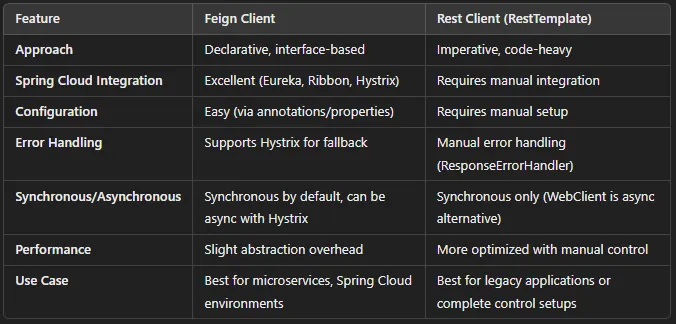 Feature Feign Client Rest Client (RestTemplate)
Approach Declarative, interface-based Imperative, code-heavy
Spring Cloud Integration Excellent (Eureka, Ribbon, Hystrix) Requires manual integration
Configuration Easy (via annotations/properties) Requires manual setup
Error Handling Supports Hystrix for fallback Manual error handling
(ResponseErrorHandler)
Synchronous/Asynchronous Synchronous by default, can be Synchronous only (WebClient is async
async with Hystrix alternative)
Performance Slight abstraction overhead More optimized with manual control
Use Case Best for microservices, Spring Cloud Best for legacy applications or
environments complete control setups